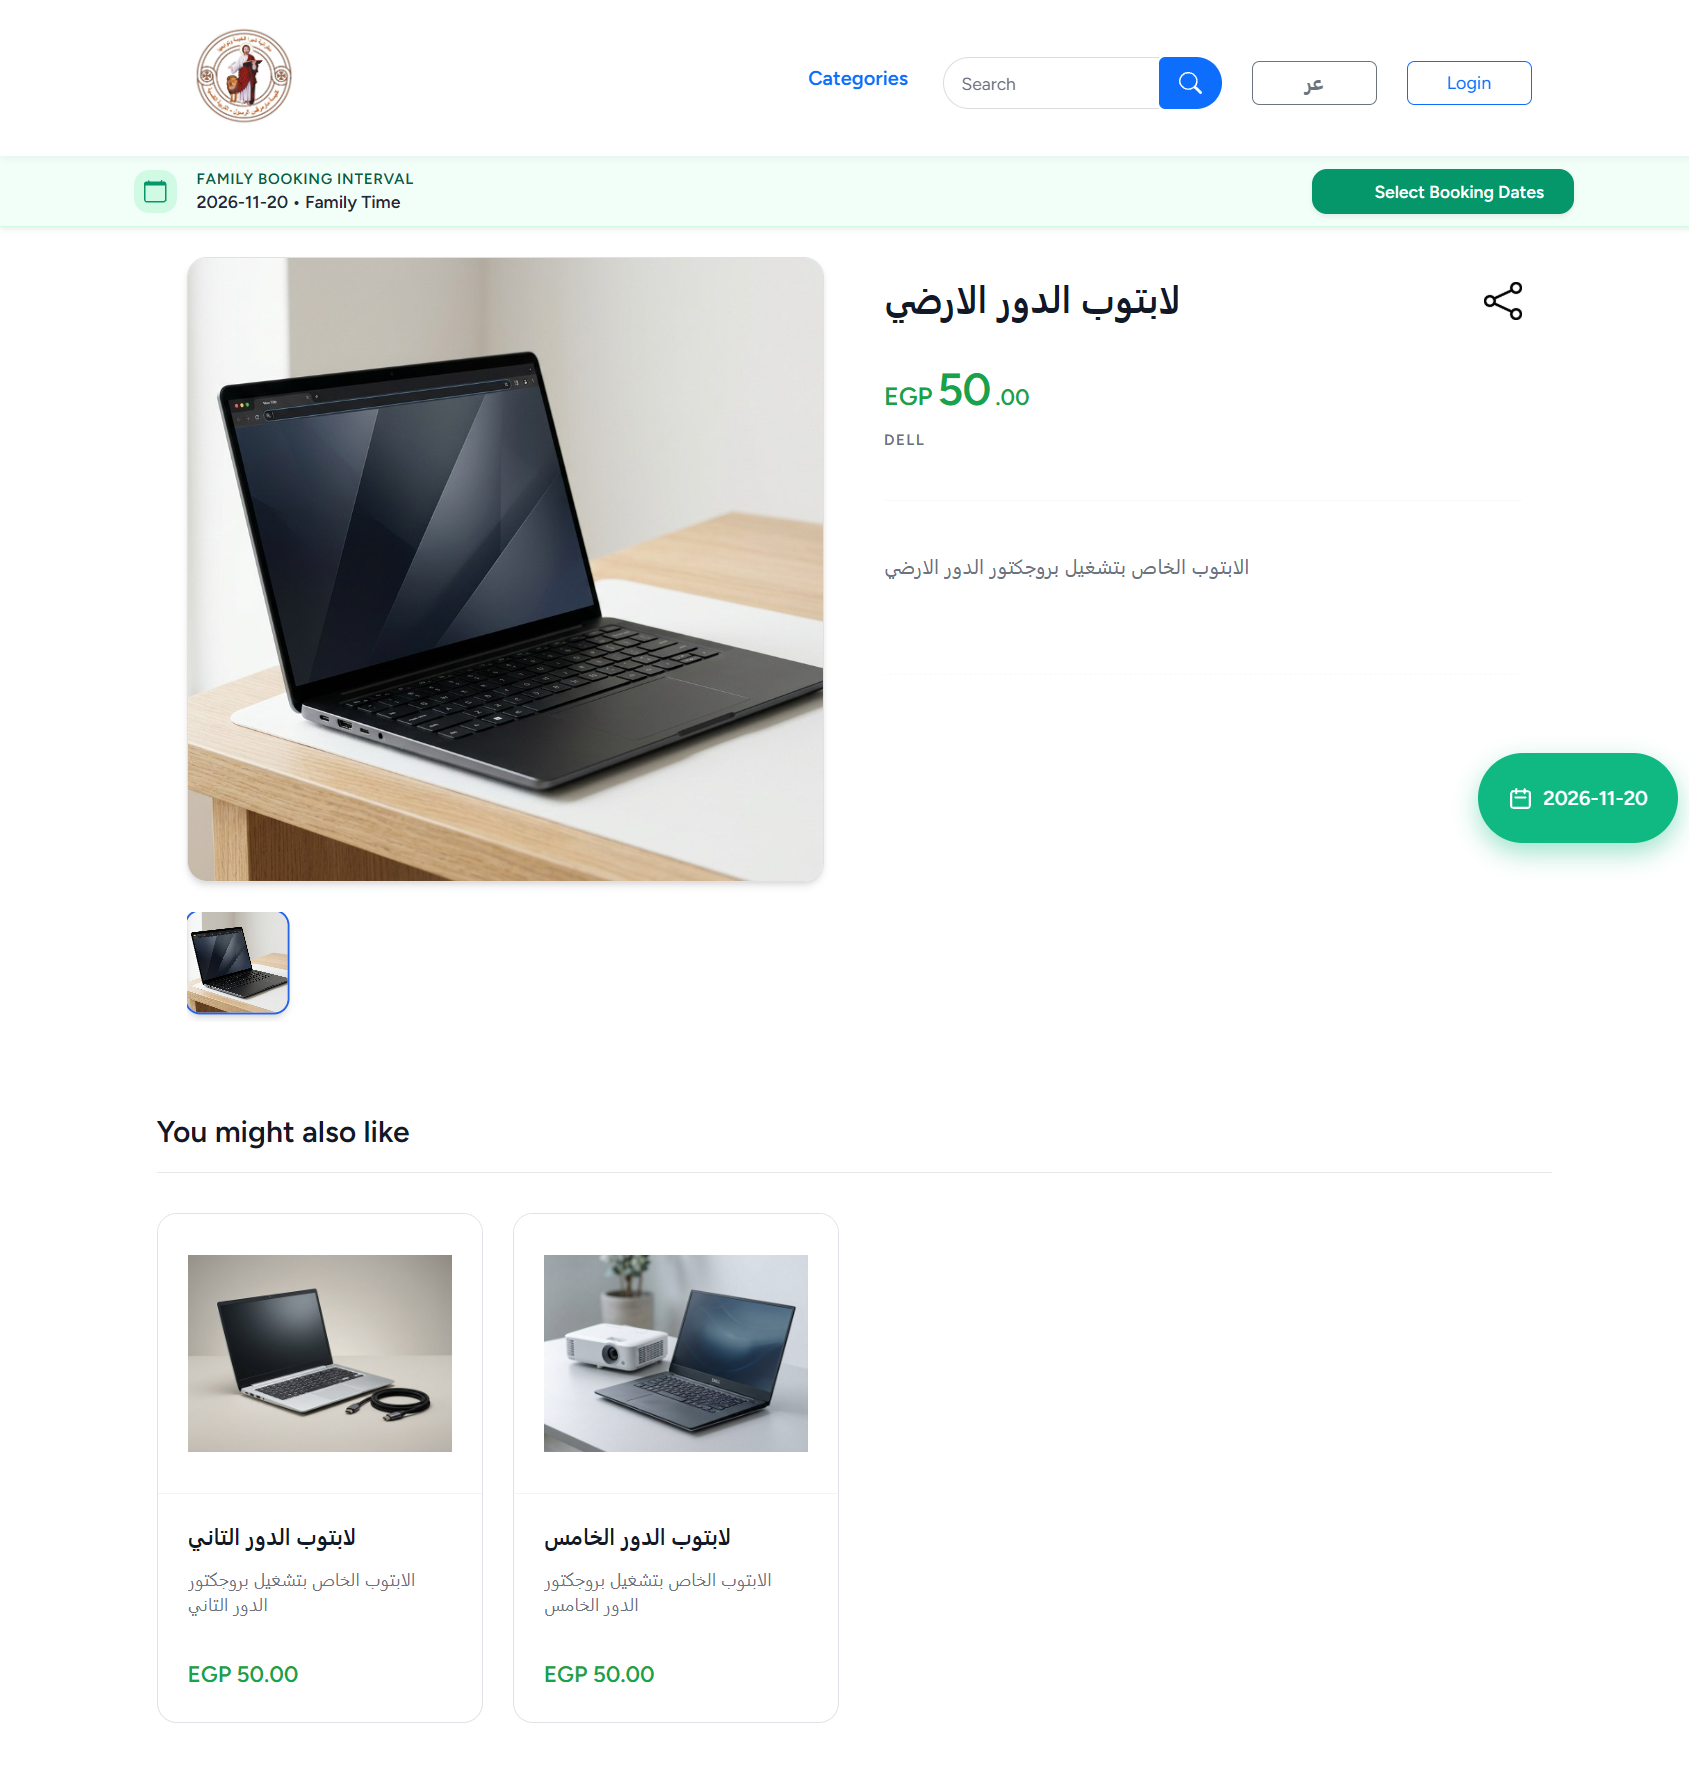 Categories
Search
عر
Login
FAMILY BOOKING INTERVAL
2026-11-20 • Family Time
Select Booking Dates
لابتوب الدور الارضي
EGP 50.00
DELL
الابتوب الخاص بتشغيل بروجكتور الدور الارضي
2026-11-20
You might also like
لابتوب الدور التاني
الابتوب الخاص بتشغيل بروجكتور
الدور التاني
EGP 50.00
لابتوب الدور الخامس
الابتوب الخاص بتشغيل بروجكتور
الدور الخامس
EGP 50.00